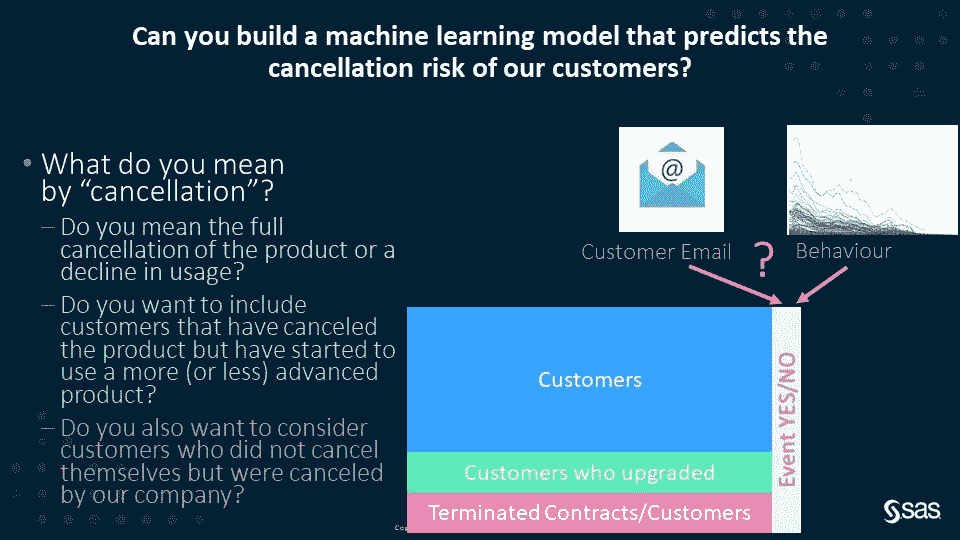 Can you build a machine learning model that predicts the
cancellation risk of our customers?
• What do you mean
by “cancellation”?
– Do you mean the full
cancellation of the product or a
decline in usage?
– Do you want to include
customers that have canceled
the product but have started to
use a more (or less) advanced
product?
– Do you also want to consider
customers who did not cancel
themselves but were canceled
by our company?
@
Customer Email
?
Behaviour
Customers
Customers who upgraded
Terminated Contracts/Customers
Event YES/NO
sas